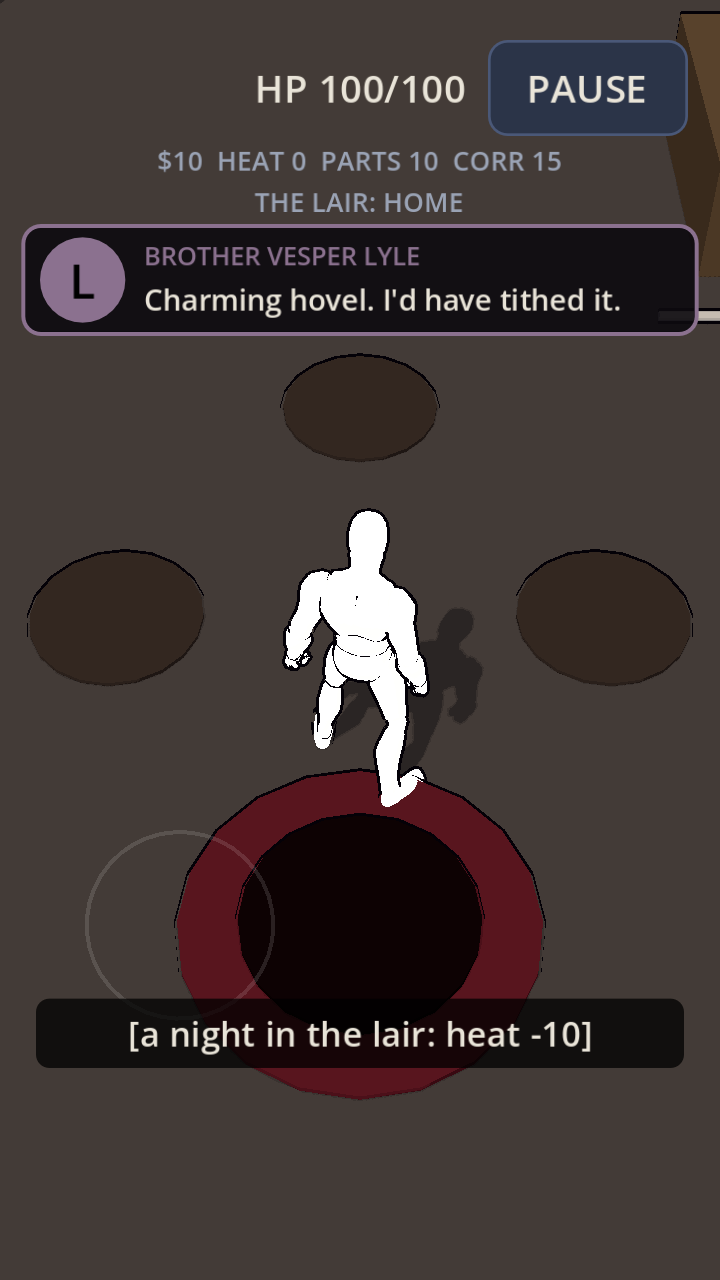 HP 100/100 PAUSE
$10 HEAT 0 PARTS 10 CORR 15
THE LAIR: HOME
L
BROTHER VESPER LYLE
Charming hovel. I'd have tithed it.
[a night in the lair: heat -10]